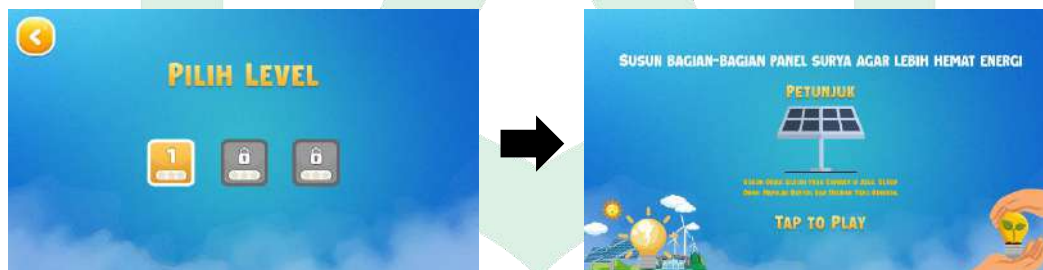 PILIH LEVEL
1
SUSUN BAGIAN-BAGIAN PANEL SURYA AGAR LEBIH HEMAT ENERGI
PETUNJUK
TAP TO PLAY